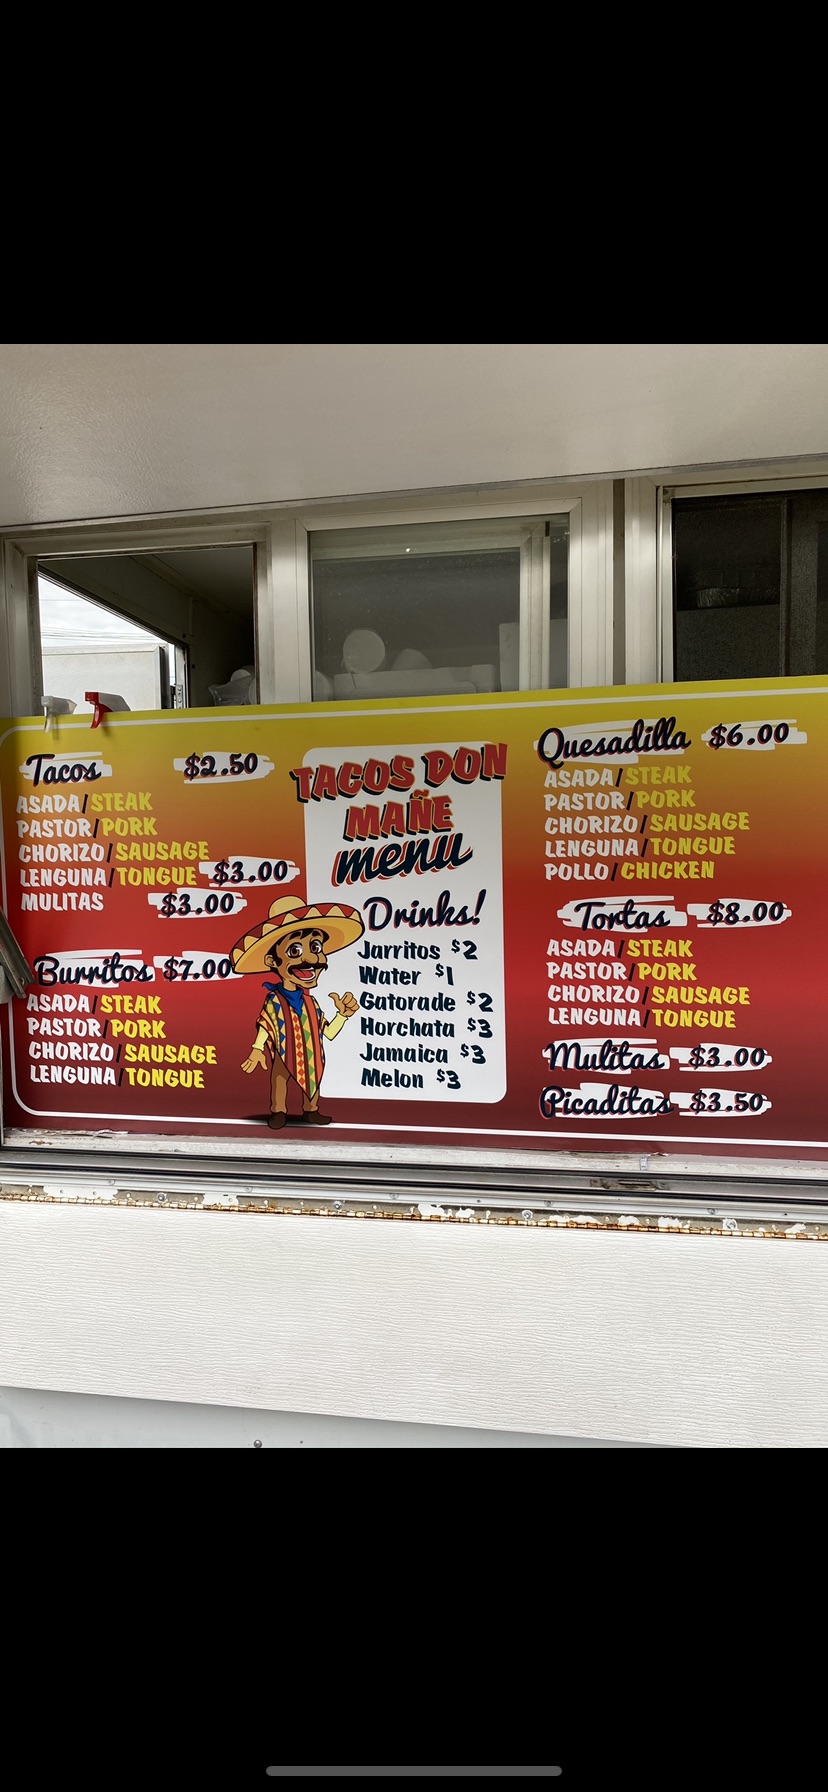 Tacos $2.50
ASADA/STEAK
PASTOR/PORK
CHORIZO/SAUSAGE
LENGUNA/TONGUE $3.00
MULITAS $3.00
Burritos $7.00
ASADA/STEAK
PASTOR/PORK
CHORIZO/SAUSAGE
LENGUNA/TONGUE
TACOS DON
MAÑE
menu
Drinks!
Jarritos $2
Water $1
Gatorade $2
Horchata $3
Jamaica $3
Melon $3
Quesadilla $6.00
ASADA/STEAK
PASTOR/PORK
CHORIZO/SAUSAGE
LENGUNA/TONGUE
POLLO/CHICKEN
Tortas $8.00
ASADA/STEAK
PASTOR/PORK
CHORIZO/SAUSAGE
LENGUNA/TONGUE
Mulitas $3.00
Picaditas $3.50